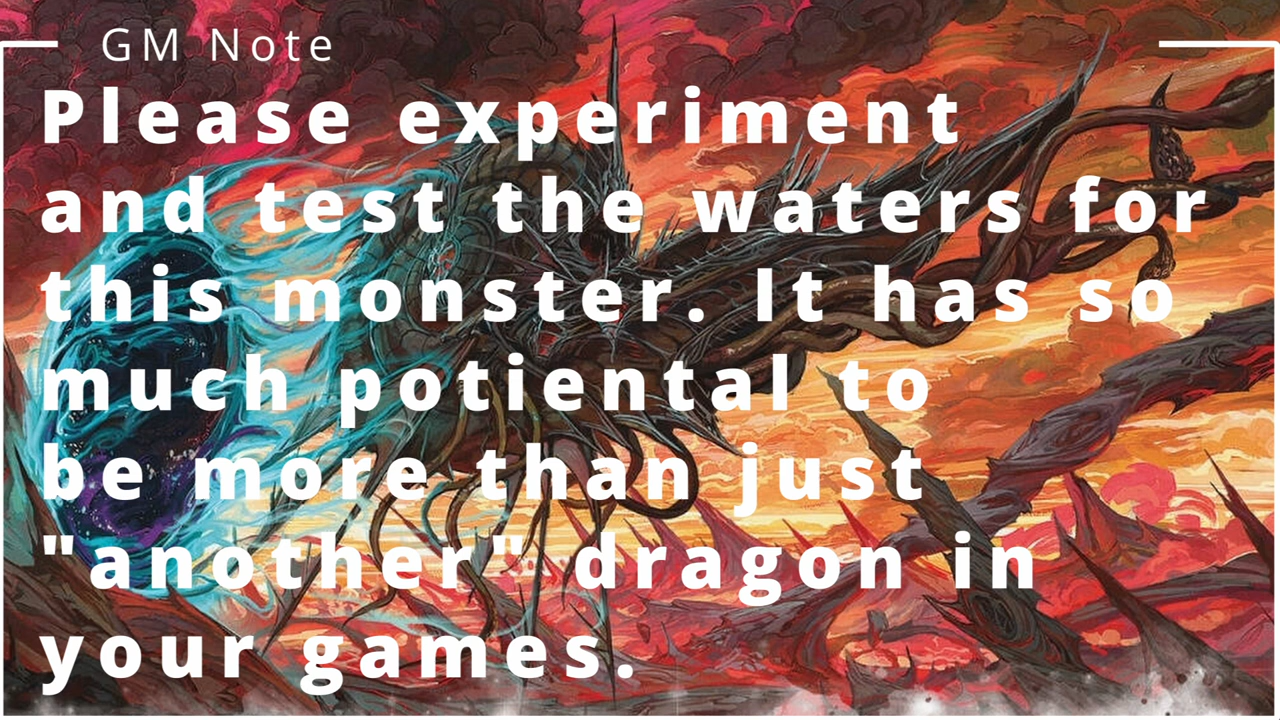 GM Note
Please experiment
and test the waters for
this monster. It has so
much potiental to
be more than just
"another" dragon in
your games.